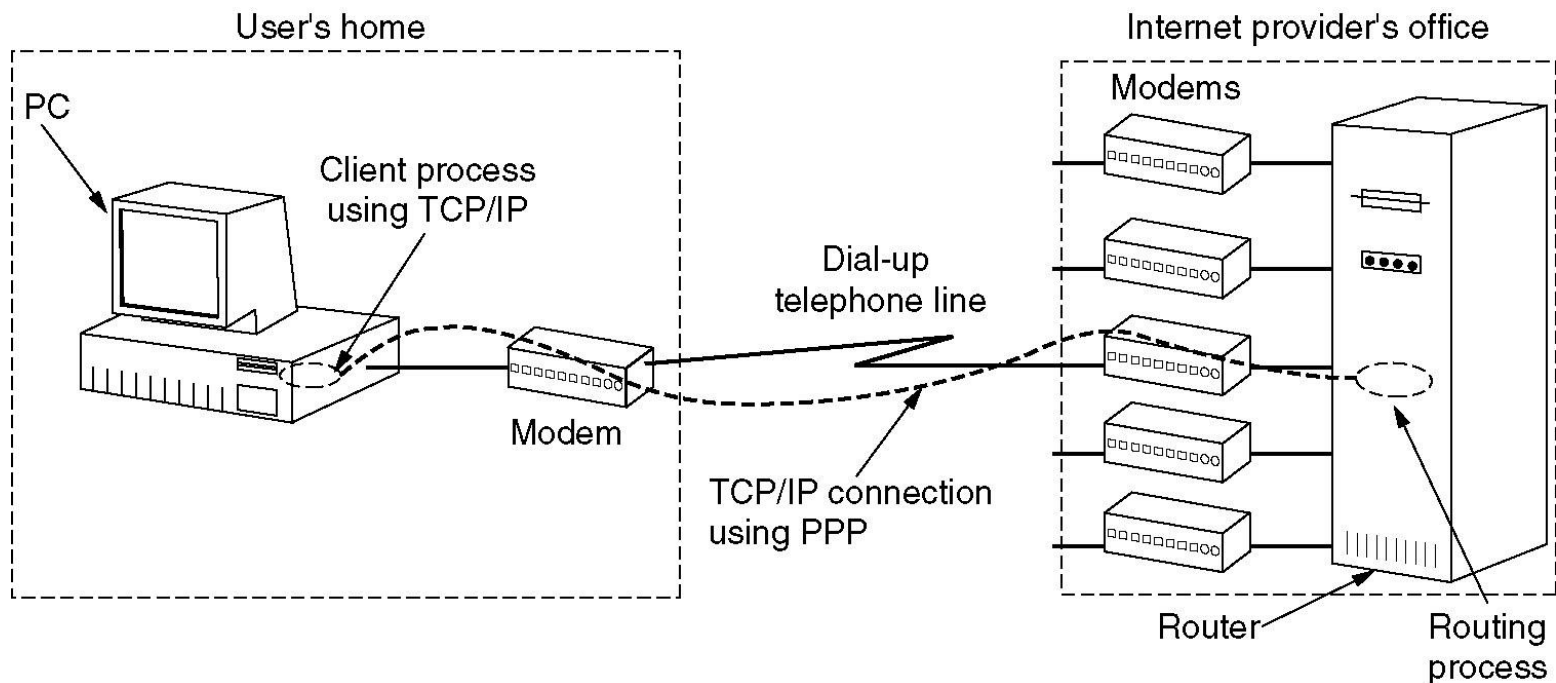 User's home
Internet provider's office
PC
Client process
using TCP/IP
Modems
Dial-up
telephone line
Modem
TCP/IP connection
using PPP
Router
Routing
process